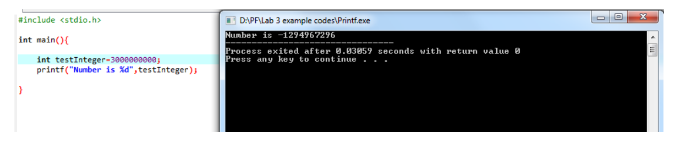 #include <stdio.h>
int main(){
int testInteger=3000000000;
printf("Number is %d",testInteger);
}
D:\PF\Lab 3 example codes\Printf.exe
Number is -1294967296
--------------------------------
Process exited after 0.03059 seconds with return value 0
Press any key to continue . . .